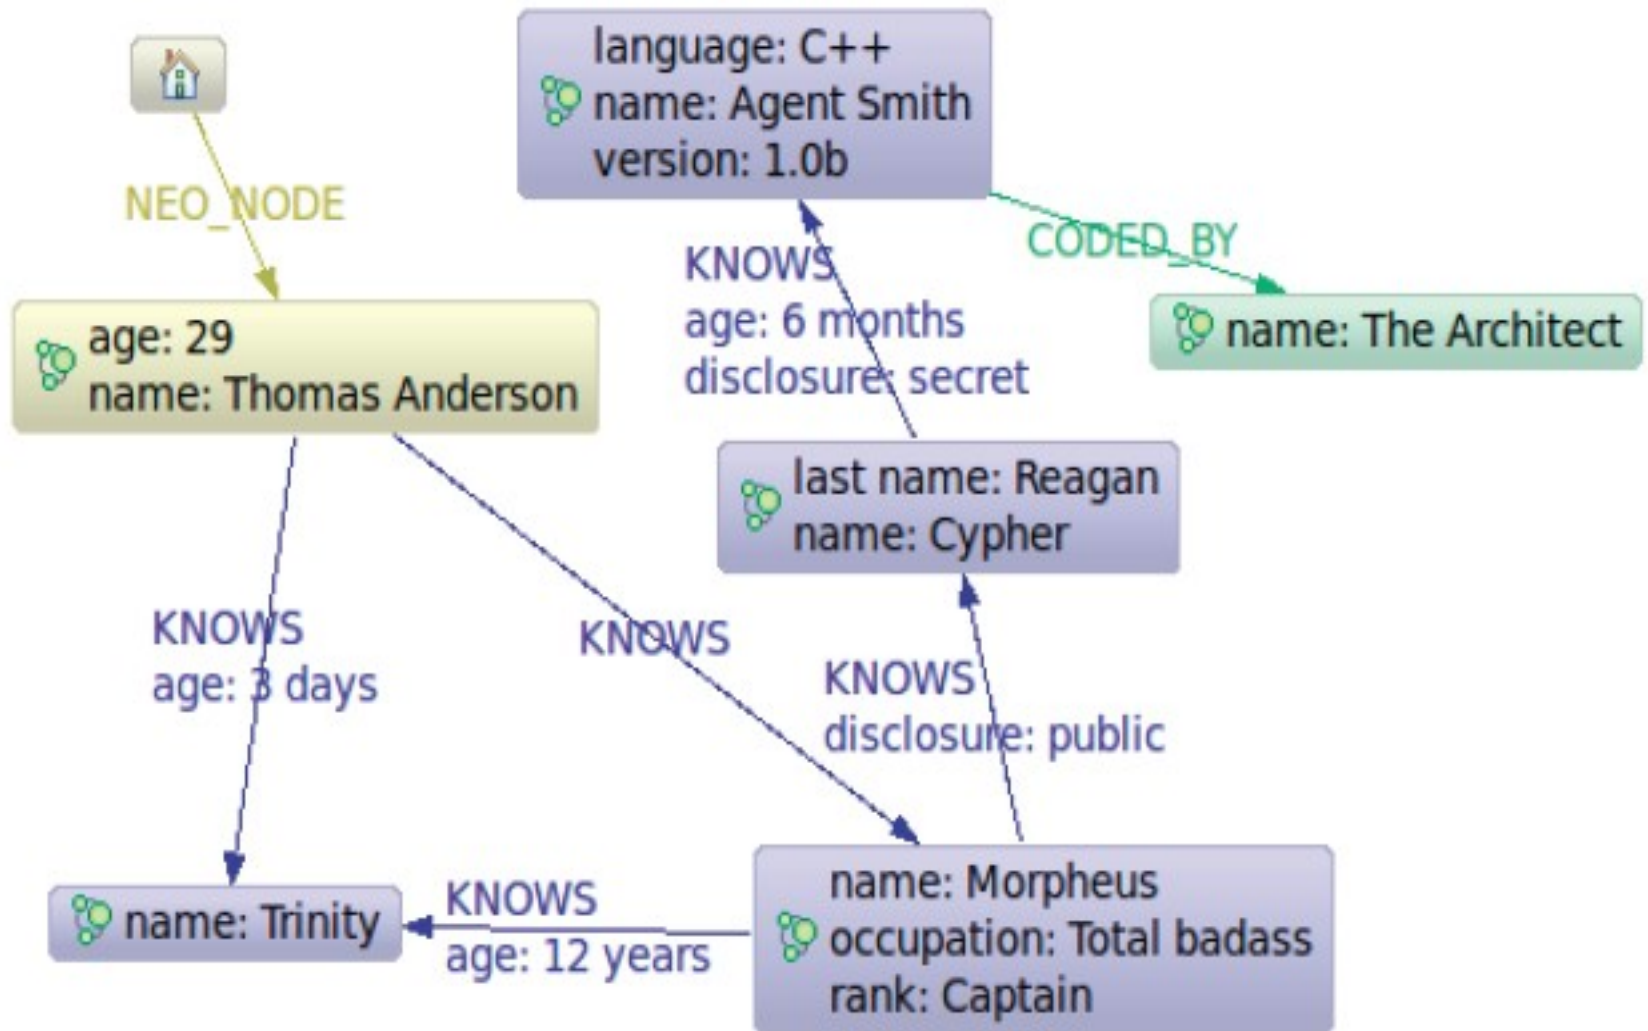 language: C++
name: Agent Smith
version: 1.0b
NEO_NODE
CODED_BY
KNOWS
age: 6 months
disclosure: secret
name: The Architect
age: 29
name: Thomas Anderson
last name: Reagan
name: Cypher
KNOWS
age: 3 days
KNOWS
KNOWS
disclosure: public
name: Trinity
KNOWS
age: 12 years
name: Morpheus
occupation: Total badass
rank: Captain